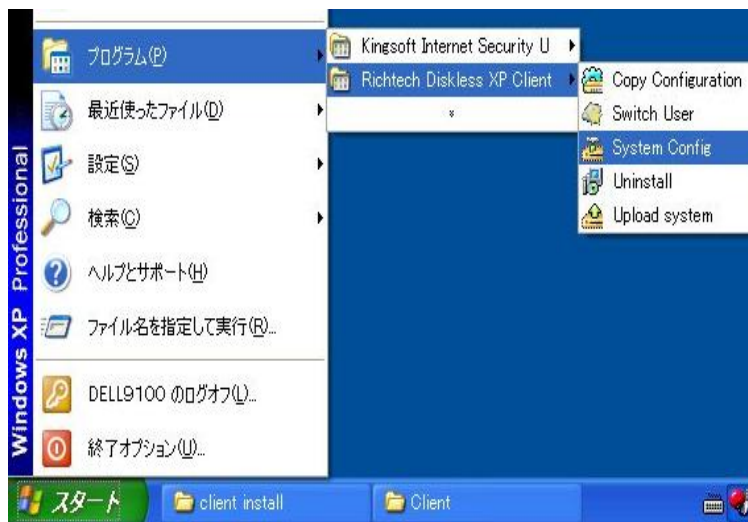 Windows XP Professional
プログラム(P)
最近使ったファイル(D)
設定(S)
検索(C)
ヘルプとサポート(H)
ファイル名を指定して実行(R)...
DELL9100 のログオフ(L)...
終了オプション(U)...
Kingsoft Internet Security U
Richtech Diskless XP Client
Copy Configuration
Switch User
System Config
Uninstall
Upload system
スタート
client install
Client